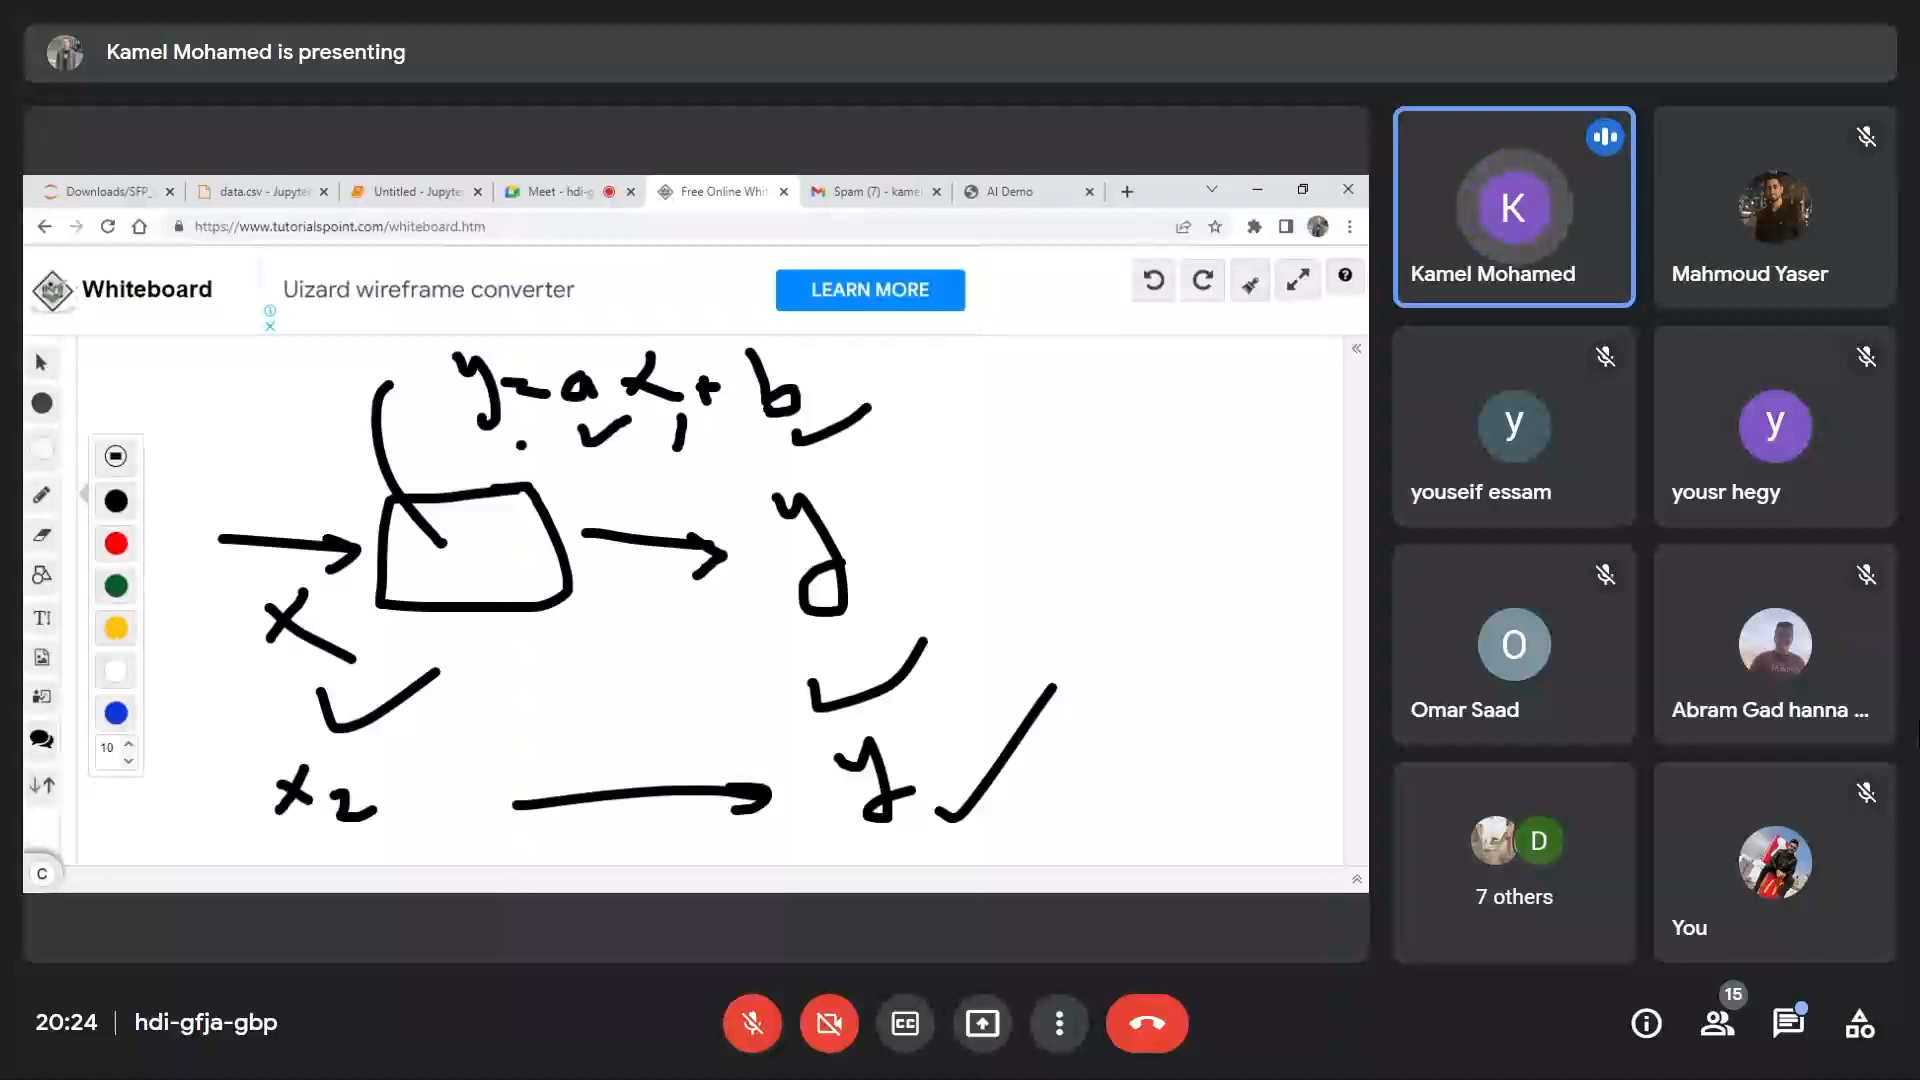 Kamel Mohamed is presenting
Downloads/SFP_
data.csv - Jupyte
Untitled - Jupyte
Meet - hdi-g
Free Online Whit
Spam (7) - kame
AI Demo
https://www.tutorialspoint.com/whiteboard.htm
Whiteboard
Uizard wireframe converter
LEARN MORE
y = a x + b
x
y
x2
y
10
C
K
Kamel Mohamed
Mahmoud Yaser
y
youseif essam
y
yousr hegy
O
Omar Saad
Abram Gad hanna ...
D
7 others
You
20:24
hdi-gfja-gbp
CC
15